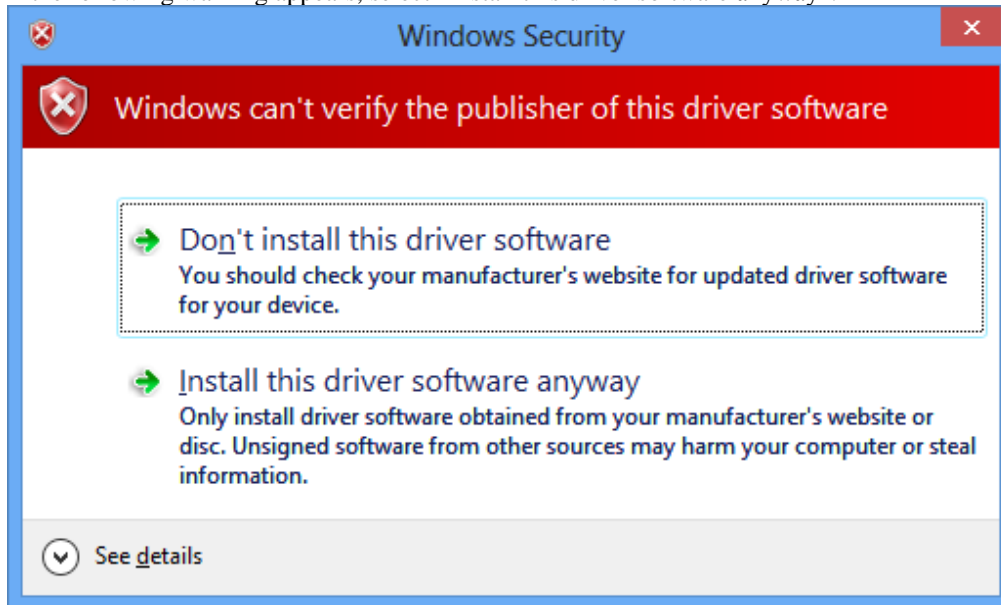 Windows Security
Windows can't verify the publisher of this driver software
Don't install this driver software
You should check your manufacturer's website for updated driver software
for your device.
Install this driver software anyway
Only install driver software obtained from your manufacturer's website or
disc. Unsigned software from other sources may harm your computer or steal
information.
See details